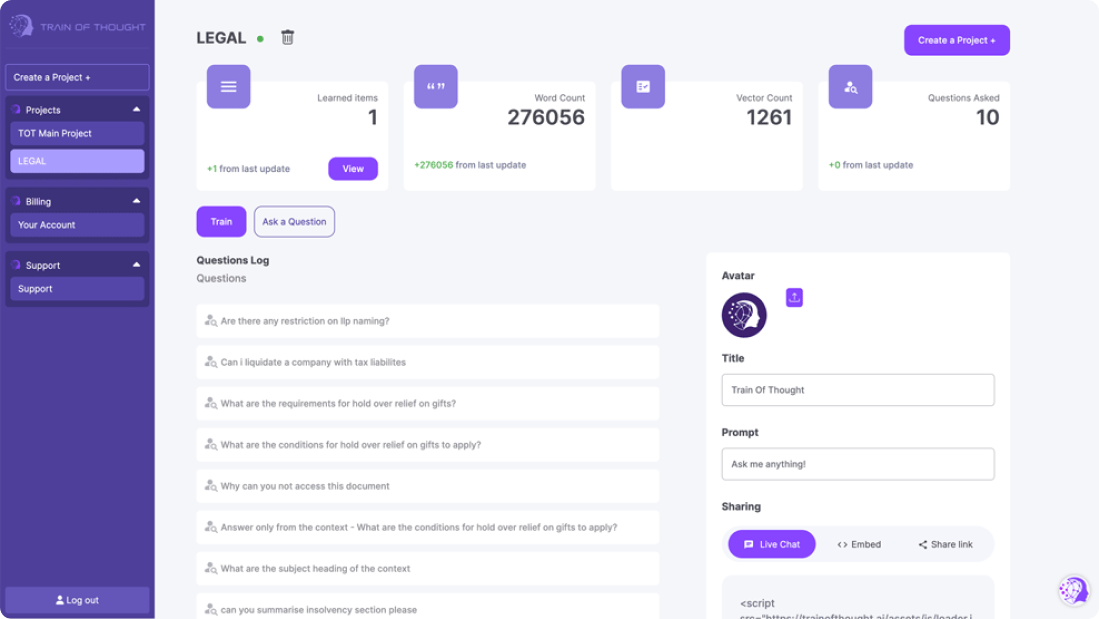 TRAIN OF THOUGHT
Create a Project +
Projects
TOT Main Project
LEGAL
Billing
Your Account
Support
Support
Log out
LEGAL
Create a Project +
Learned items
1
+1 from last update
View
“ ”
Word Count
276056
+276056 from last update
Vector Count
1261
Questions Asked
10
+0 from last update
Train
Ask a Question
Questions Log
Questions
Are there any restriction on llp naming?
Can i liquidate a company with tax liabilites
What are the requirements for hold over relief on gifts?
What are the conditions for hold over relief on gifts to apply?
Why can you not access this document
Answer only from the context - What are the conditions for hold over relief on gifts to apply?
What are the subject heading of the context
can you summarise insolvency section please
Avatar
Title
Train Of Thought
Prompt
Ask me anything!
Sharing
Live Chat
<> Embed
Share link
<script
src="https://trainofthought.ai/assets/js/loader.j